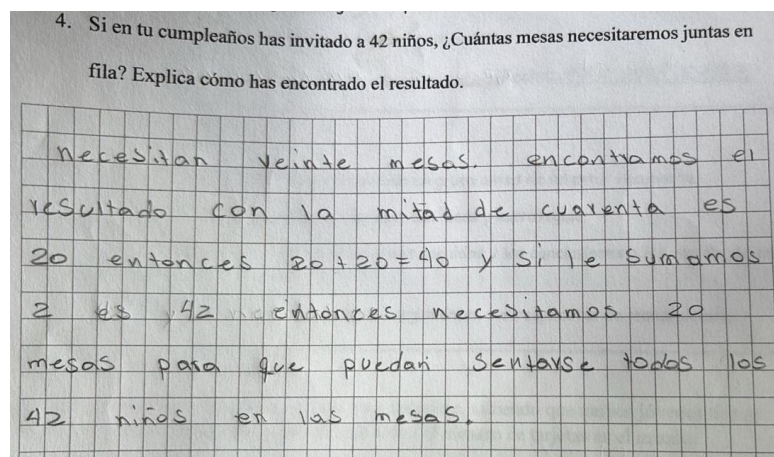 4. Si en tu cumpleaños has invitado a 42 niños, ¿Cuántas mesas necesitaremos juntas en
fila? Explica cómo has encontrado el resultado.
necesitan veinte mesas. encontramos el
resultado con la mitad de cuarenta es
20 entonces 20+20=40 y si le sumamos
2 es 42 entonces necesitamos 20
mesas para que puedan sentarse todos los
42 niños en las mesas.